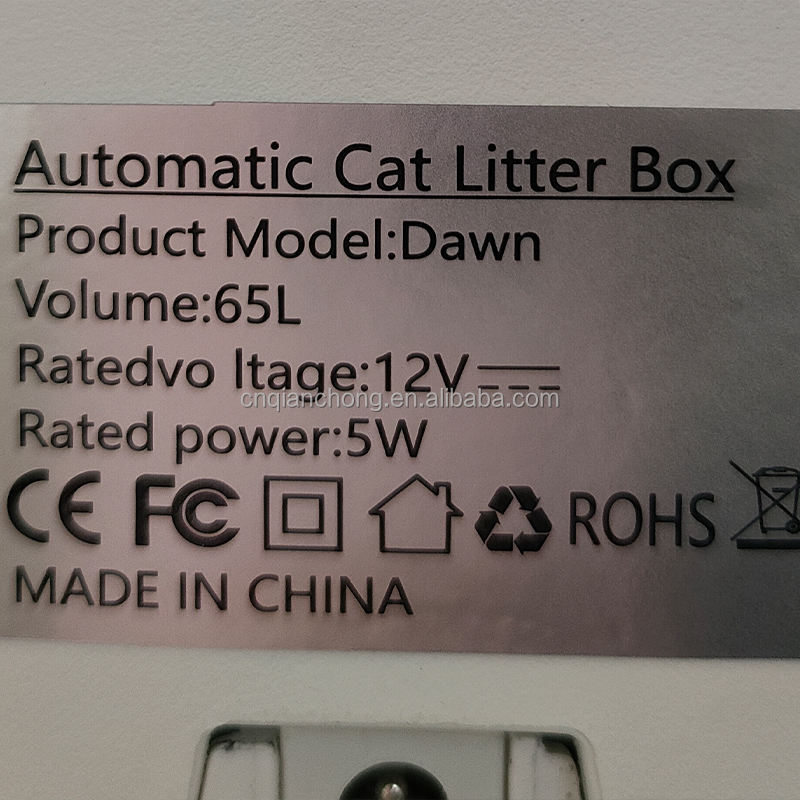 Automatic Cat Litter Box
Product Model:Dawn
Volume:65L
Ratedvo ltage:12V
cnqianchong.en.alibaba.com
Rated power:5W
CE FC ROHS
MADE IN CHINA